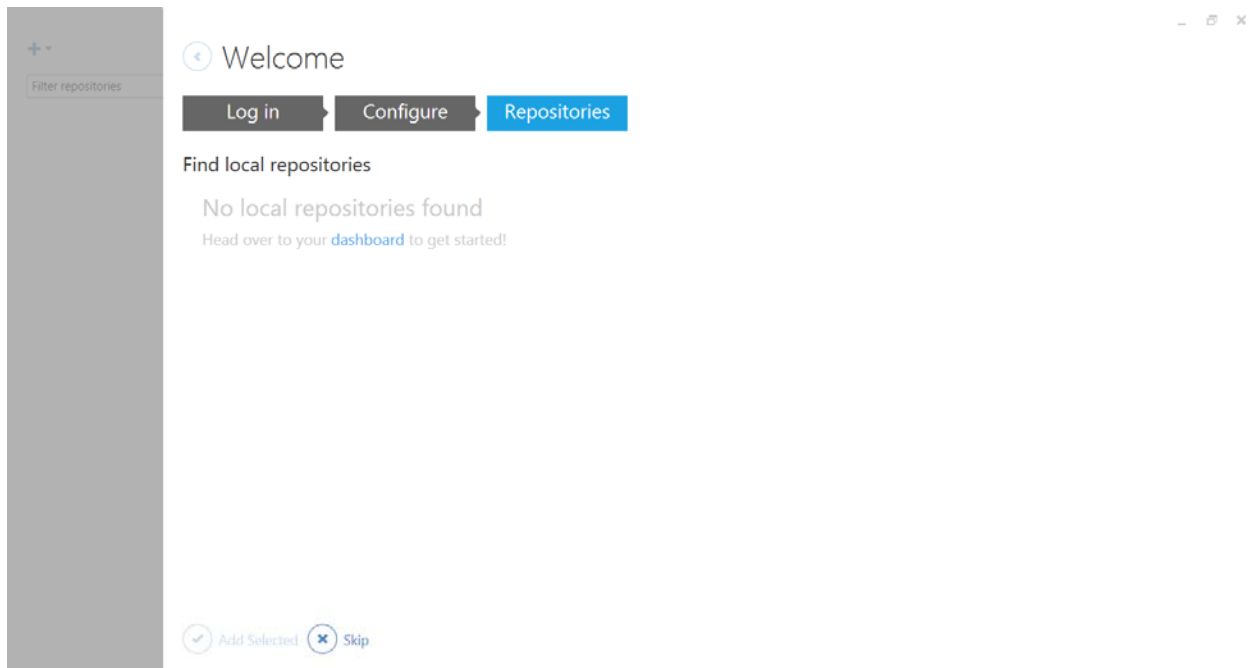 Filter repositories
Welcome
Log in
Configure
Repositories
Find local repositories
No local repositories found
Head over to your dashboard to get started!
Add Selected
Skip